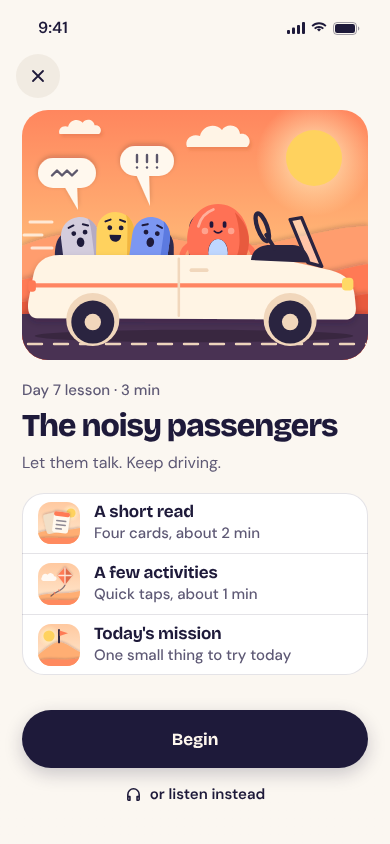 9:41
! ! !
Day 7 lesson · 3 min
The noisy passengers
Let them talk. Keep driving.
A short read
Four cards, about 2 min
A few activities
Quick taps, about 1 min
Today's mission
One small thing to try today
Begin
or listen instead